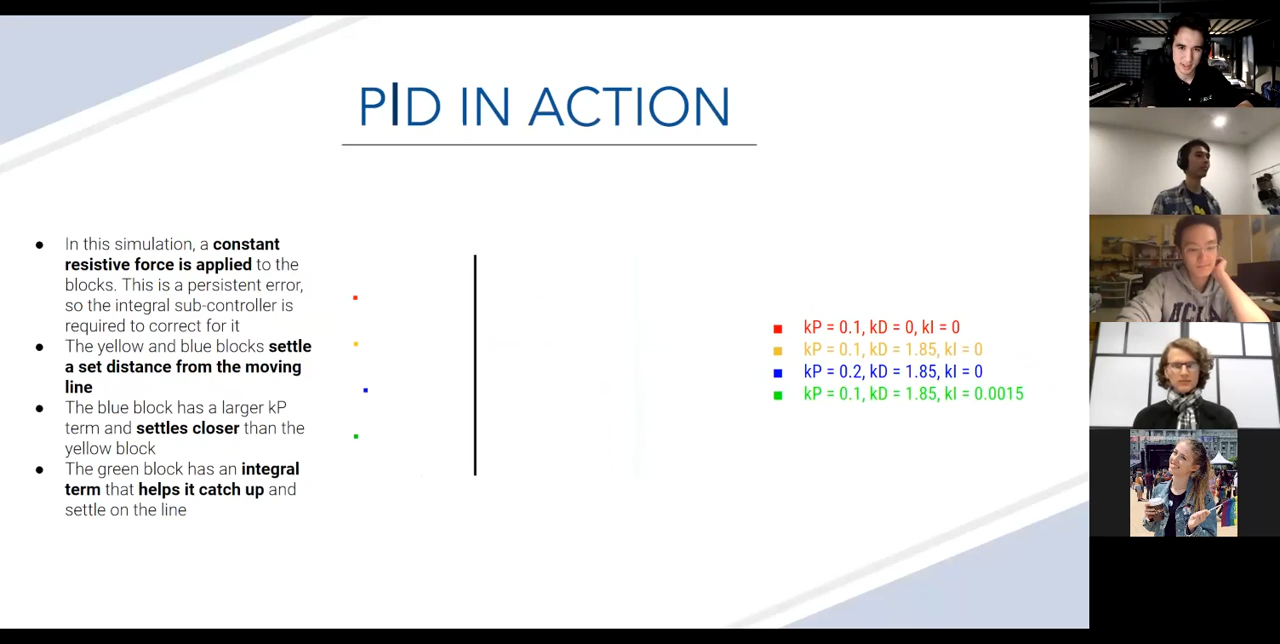 PID IN ACTION
● In this simulation, a constant
resistive force is applied to the
blocks. This is a persistent error,
so the integral sub-controller is
required to correct for it
● The yellow and blue blocks settle
a set distance from the moving
line
● The blue block has a larger kP
term and settles closer than the
yellow block
● The green block has an integral
term that helps it catch up and
settle on the line
kP = 0.1, kD = 0, kI = 0
kP = 0.1, kD = 1.85, kI = 0
kP = 0.2, kD = 1.85, kI = 0
kP = 0.1, kD = 1.85, kI = 0.0015
UCLA